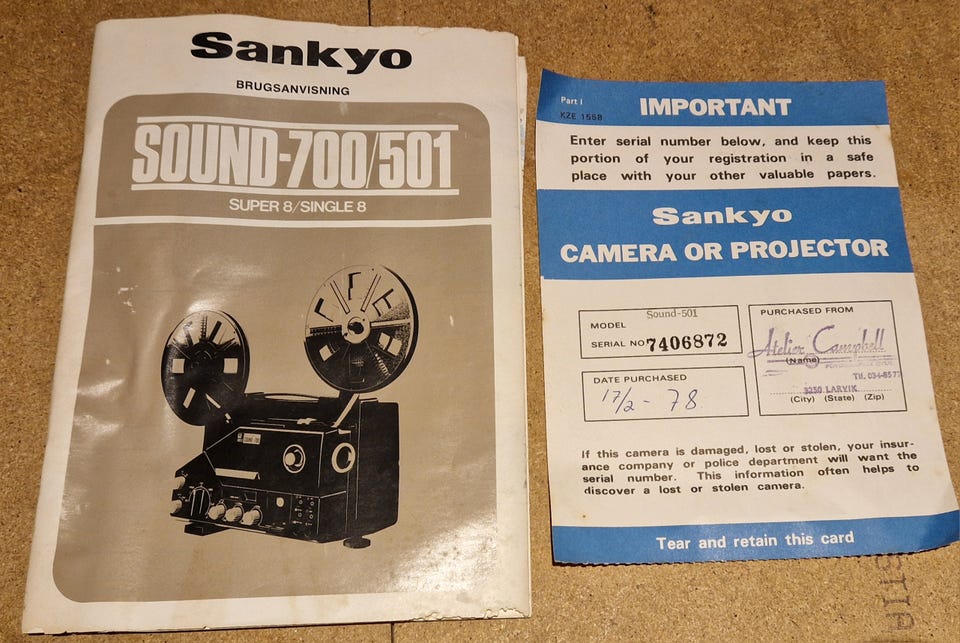 Sankyo
BRUGSANVISNING
SOUND-700/501
SUPER 8/SINGLE 8
Part I
KZE 1558
IMPORTANT
Enter serial number below, and keep this
portion of your registration in a safe
place with your other valuable papers.
Sankyo
CAMERA OR PROJECTOR
MODEL Sound-501
SERIAL NO 7406872
DATE PURCHASED
17/2 - 78
PURCHASED FROM
Atelier Campbell
(Name)
Tlf. 034-8577
3250 LARVIK
(City) (State) (Zip)
If this camera is damaged, lost or stolen, your insur-
ance company or police department will want the
serial number. This information often helps to
discover a lost or stolen camera.
Tear and retain this card